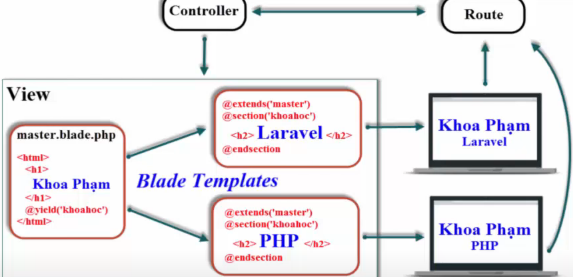 Controller
Route
View
master.blade.php
<html>
<h1>
Khoa Phạm
</h1>
@yield('khoahoc')
</html>
Blade Templates
@extends('master')
@section('khoahoc')
<h2> Laravel </h2>
@endsection
@extends('master')
@section('khoahoc')
<h2> PHP </h2>
@endsection
Khoa Phạm
Laravel
Khoa Phạm
PHP